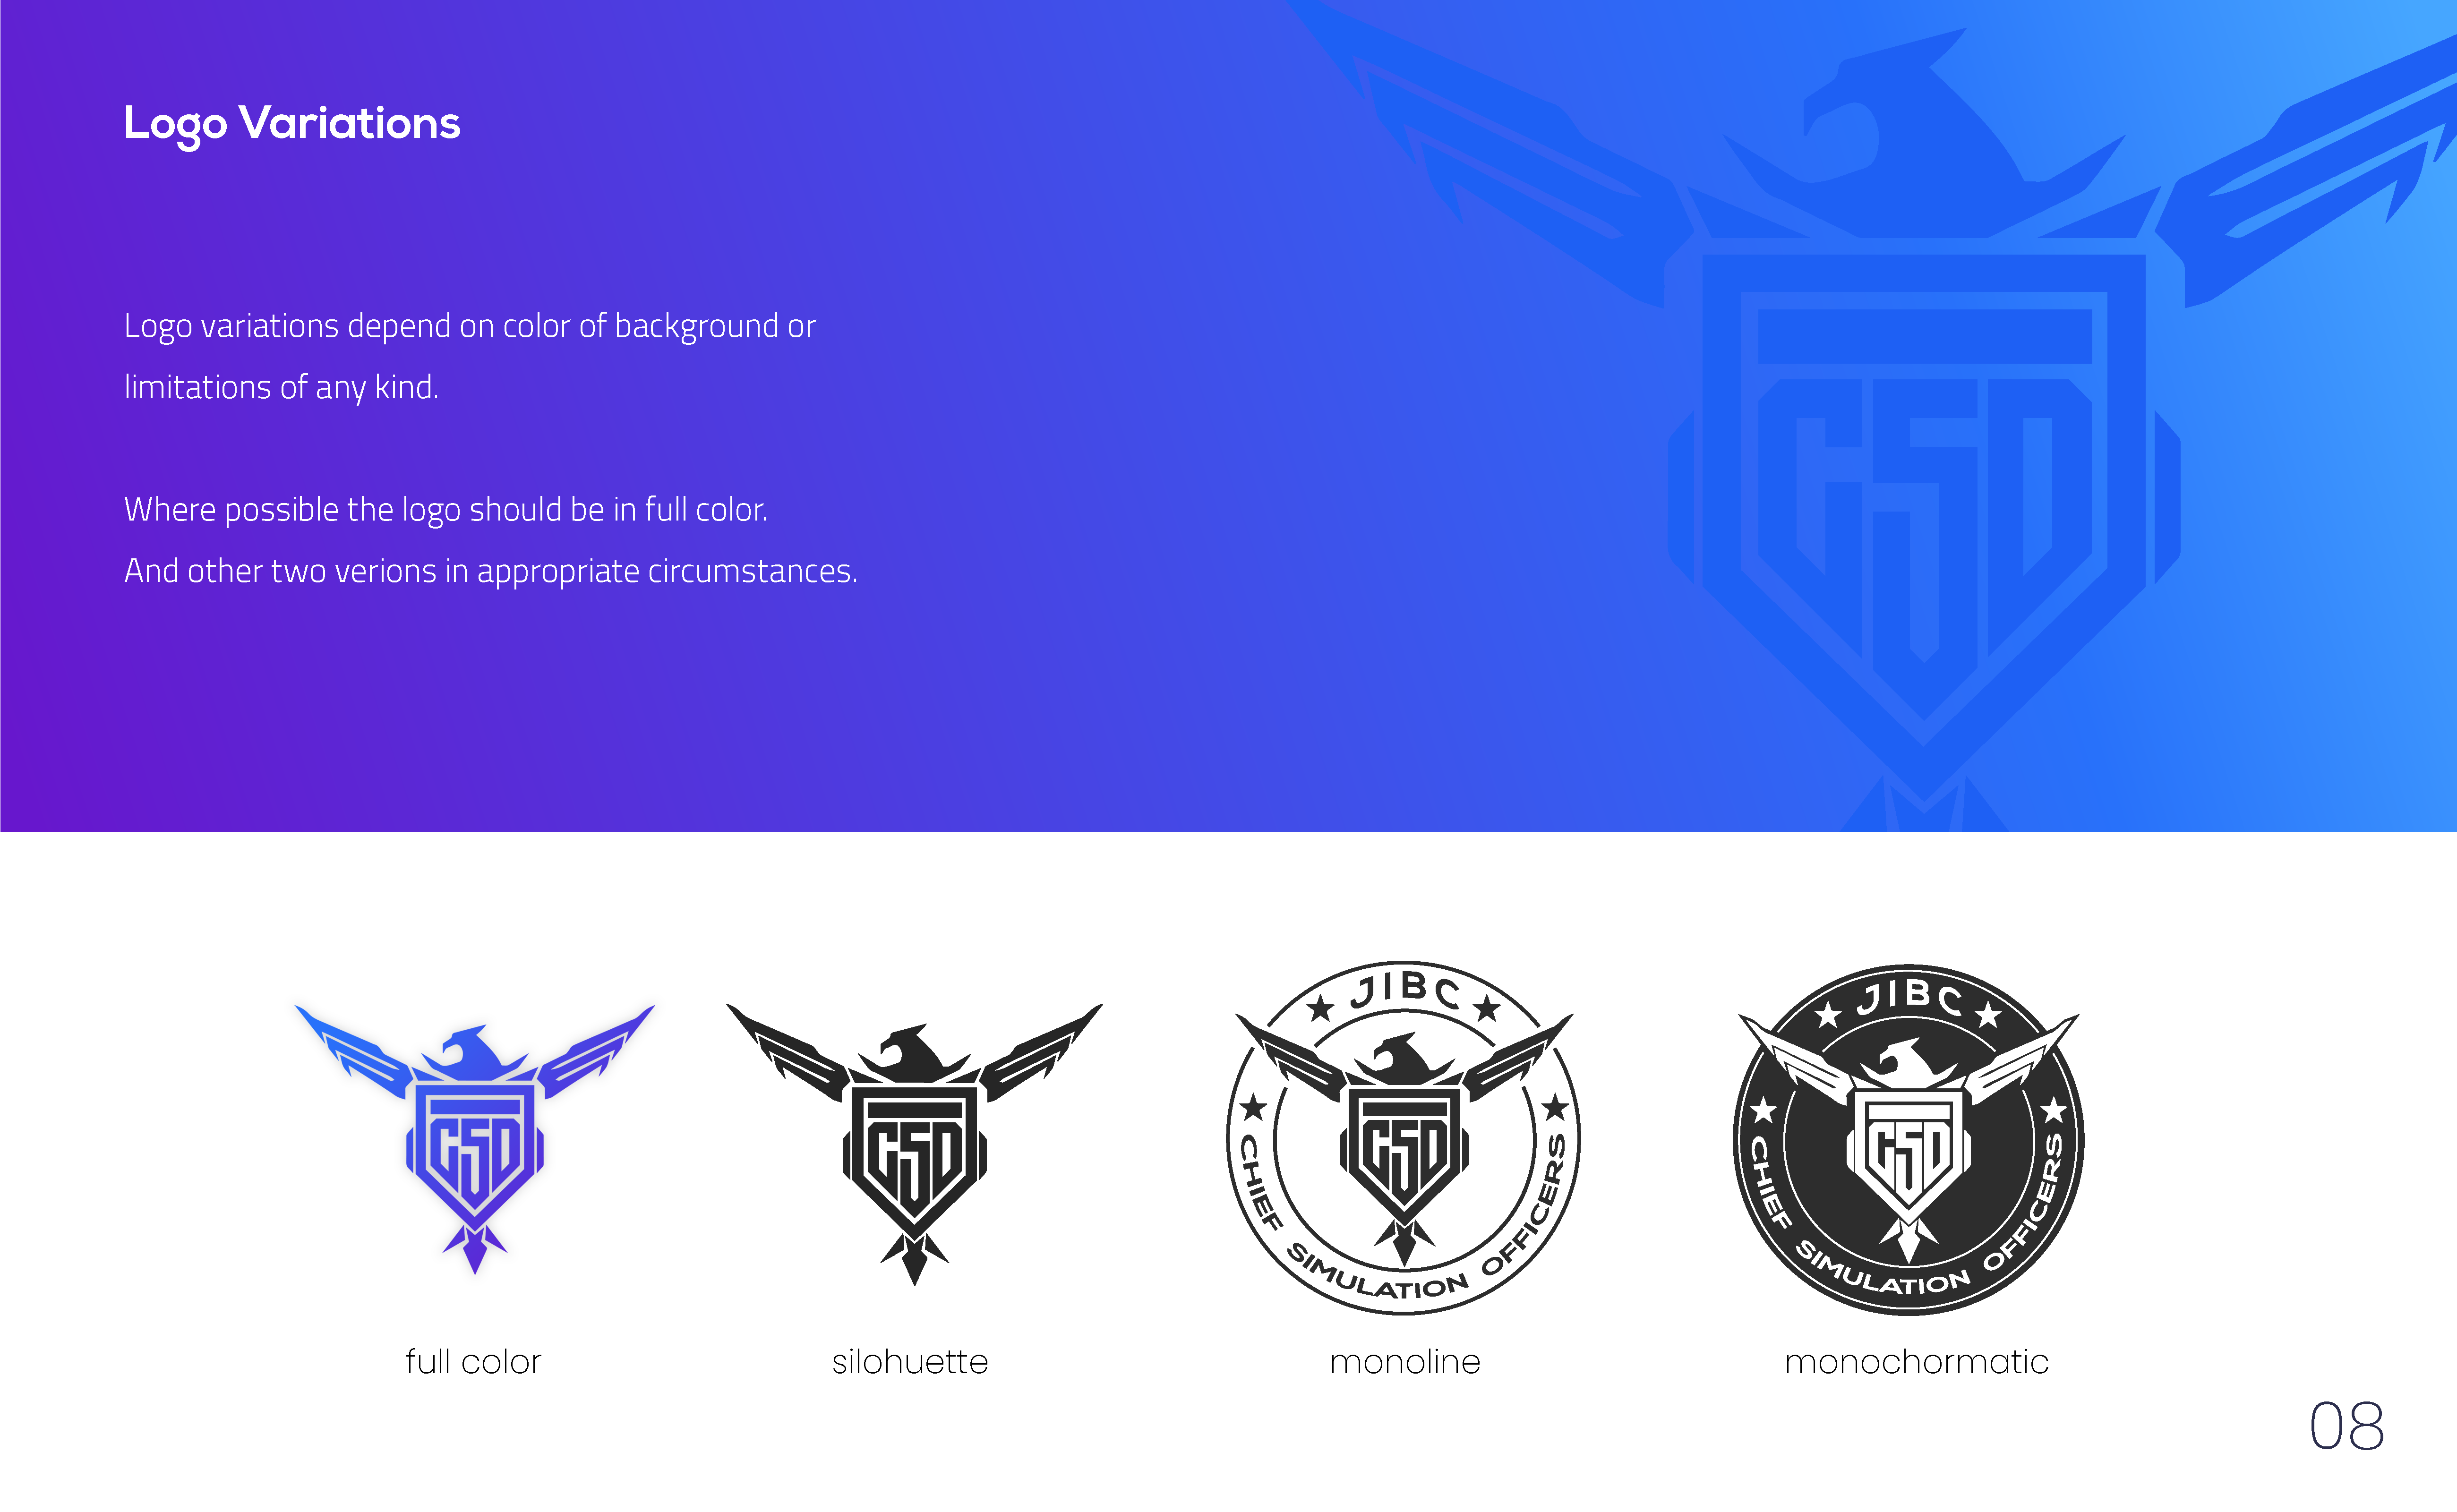 Logo Variations
Logo variations depend on color of background or
limitations of any kind.
Where possible the logo should be in full color.
And other two verions in appropriate circumstances.
CSO
CSO
CSO
JIBC
CSO
CHIEF SIMULATION OFFICERS
JIBC
CSO
CHIEF SIMULATION OFFICERS
full color
silohuette
monoline
monochormatic
08